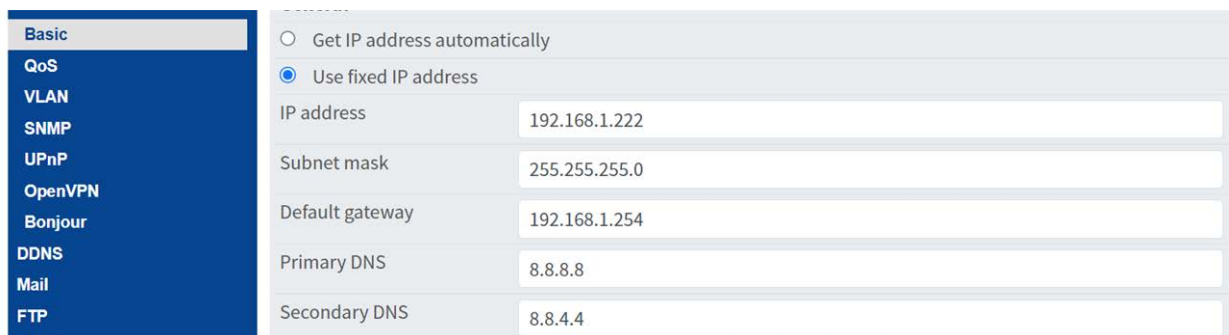 Basic
QoS
VLAN
SNMP
UPnP
OpenVPN
Bonjour
DDNS
Mail
FTP
Get IP address automatically
Use fixed IP address
IP address 192.168.1.222
Subnet mask 255.255.255.0
Default gateway 192.168.1.254
Primary DNS 8.8.8.8
Secondary DNS 8.8.4.4